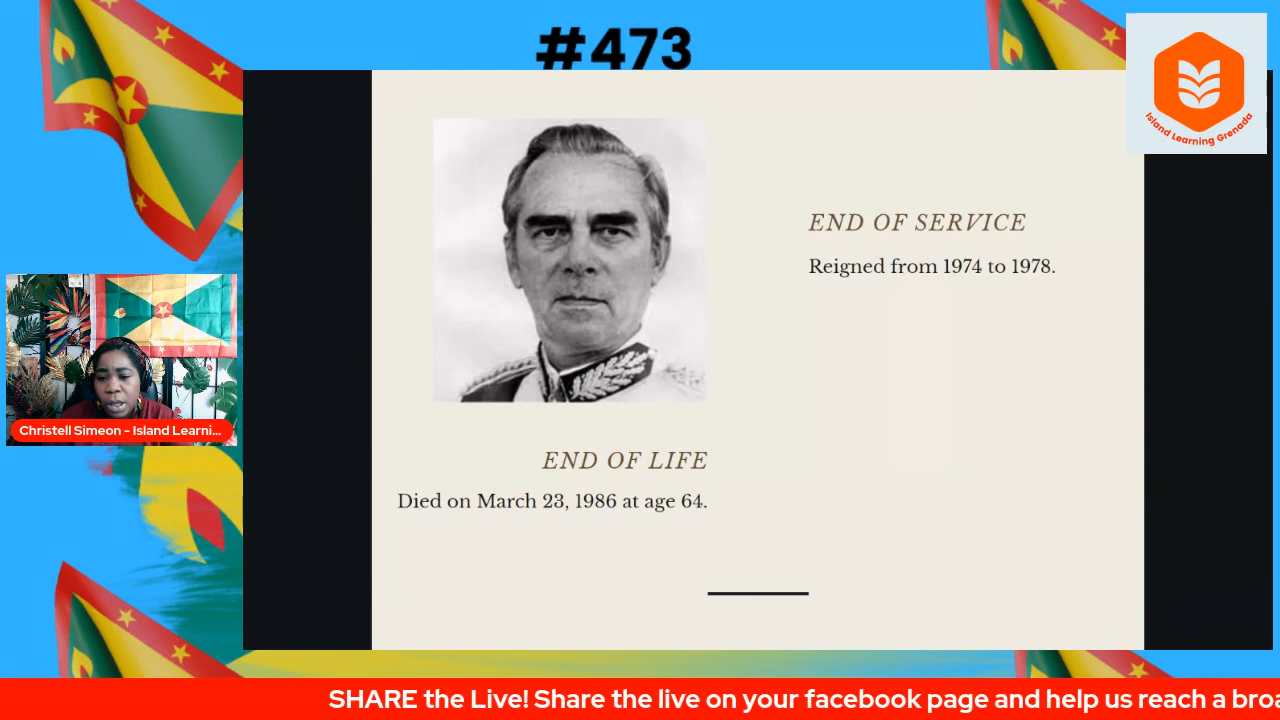 #473
Island Learning Grenada
END OF SERVICE
Reigned from 1974 to 1978.
Christell Simeon - Island Learni...
END OF LIFE
Died on March 23, 1986 at age 64.
SHARE the Live! Share the live on your facebook page and help us reach a broa